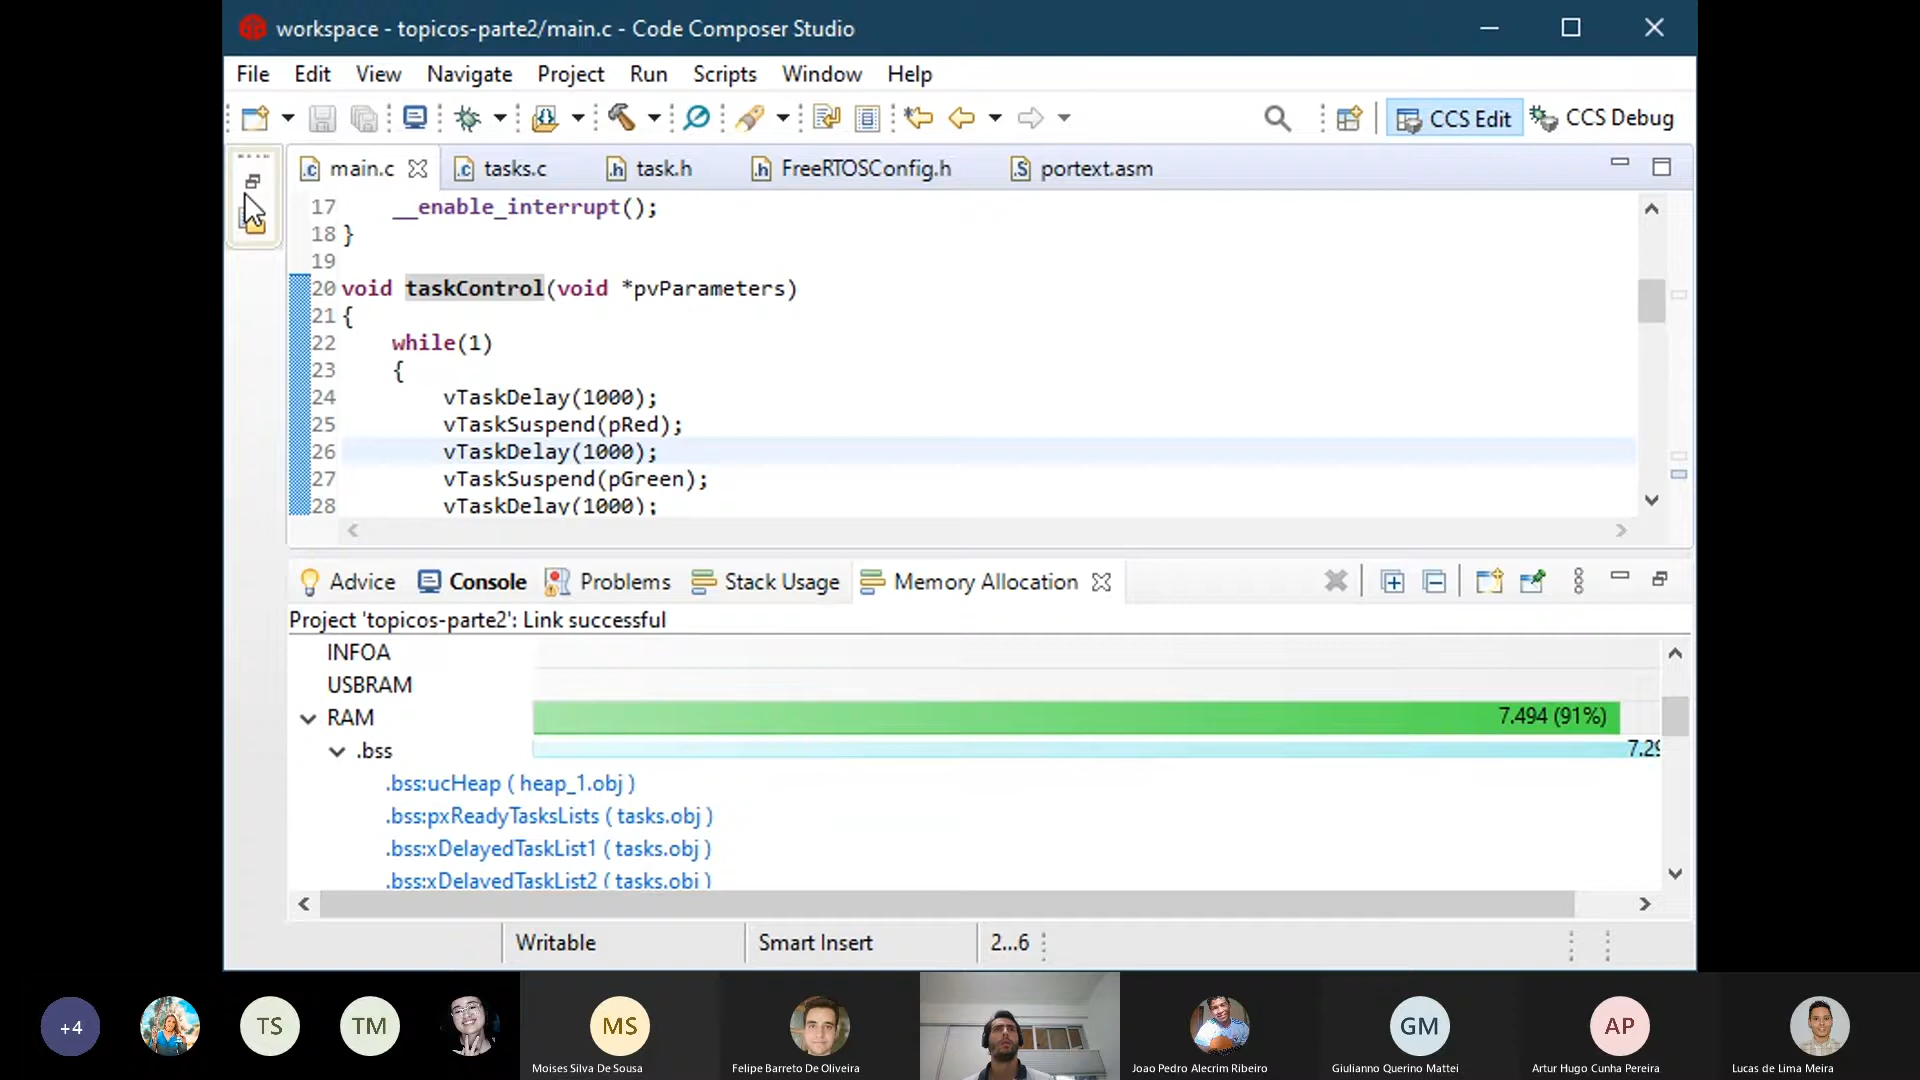 workspace - topicos-parte2/main.c - Code Composer Studio
File Edit View Navigate Project Run Scripts Window Help
CCS Edit CCS Debug
main.c tasks.c task.h FreeRTOSConfig.h portext.asm
17 __enable_interrupt();
18 }
19
20 void taskControl(void *pvParameters)
21 {
22 while(1)
23 {
24 vTaskDelay(1000);
25 vTaskSuspend(pRed);
26 vTaskDelay(1000);
27 vTaskSuspend(pGreen);
28 vTaskDelay(1000);
Advice Console Problems Stack Usage Memory Allocation
Project 'topicos-parte2': Link successful
INFOA
USBRAM
RAM 7.494 (91%)
.bss 7.29
.bss:ucHeap ( heap_1.obj )
.bss:pxReadyTasksLists ( tasks.obj )
.bss:xDelayedTaskList1 ( tasks.obj )
.bss:xDelayedTaskList2 ( tasks.obj )
Writable Smart Insert 2...6
+4 TS TM MS GM AP
Moises Silva De Sousa Felipe Barreto De Oliveira Joao Pedro Alecrim Ribeiro Giulianno Querino Mattei Artur Hugo Cunha Pereira Lucas de Lima Meira